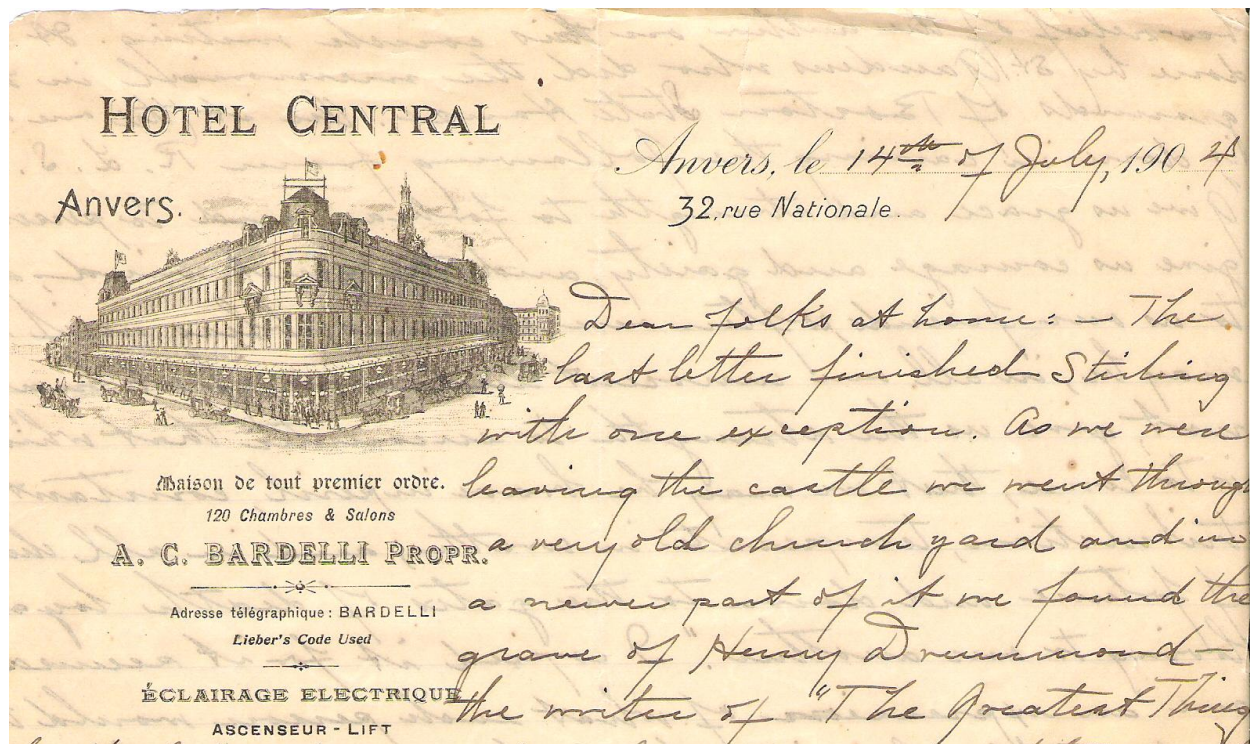 HOTEL CENTRAL
Anvers.
Maison de tout premier ordre.
120 Chambres & Salons
A. C. BARDELLI PROPR.
Adresse télégraphique : BARDELLI
Lieber's Code Used
ÉCLAIRAGE ELECTRIQUE
ASCENSEUR - LIFT
Anvers, le 14th of July, 1904
32, rue Nationale.
Dear folks at home: - The
last letter finished Stirling
with one exception. As we were
leaving the castle we went through
a very old church yard and in
a newer part of it we found the
grave of Henry Drummond -
the writer of "The Greatest Thing